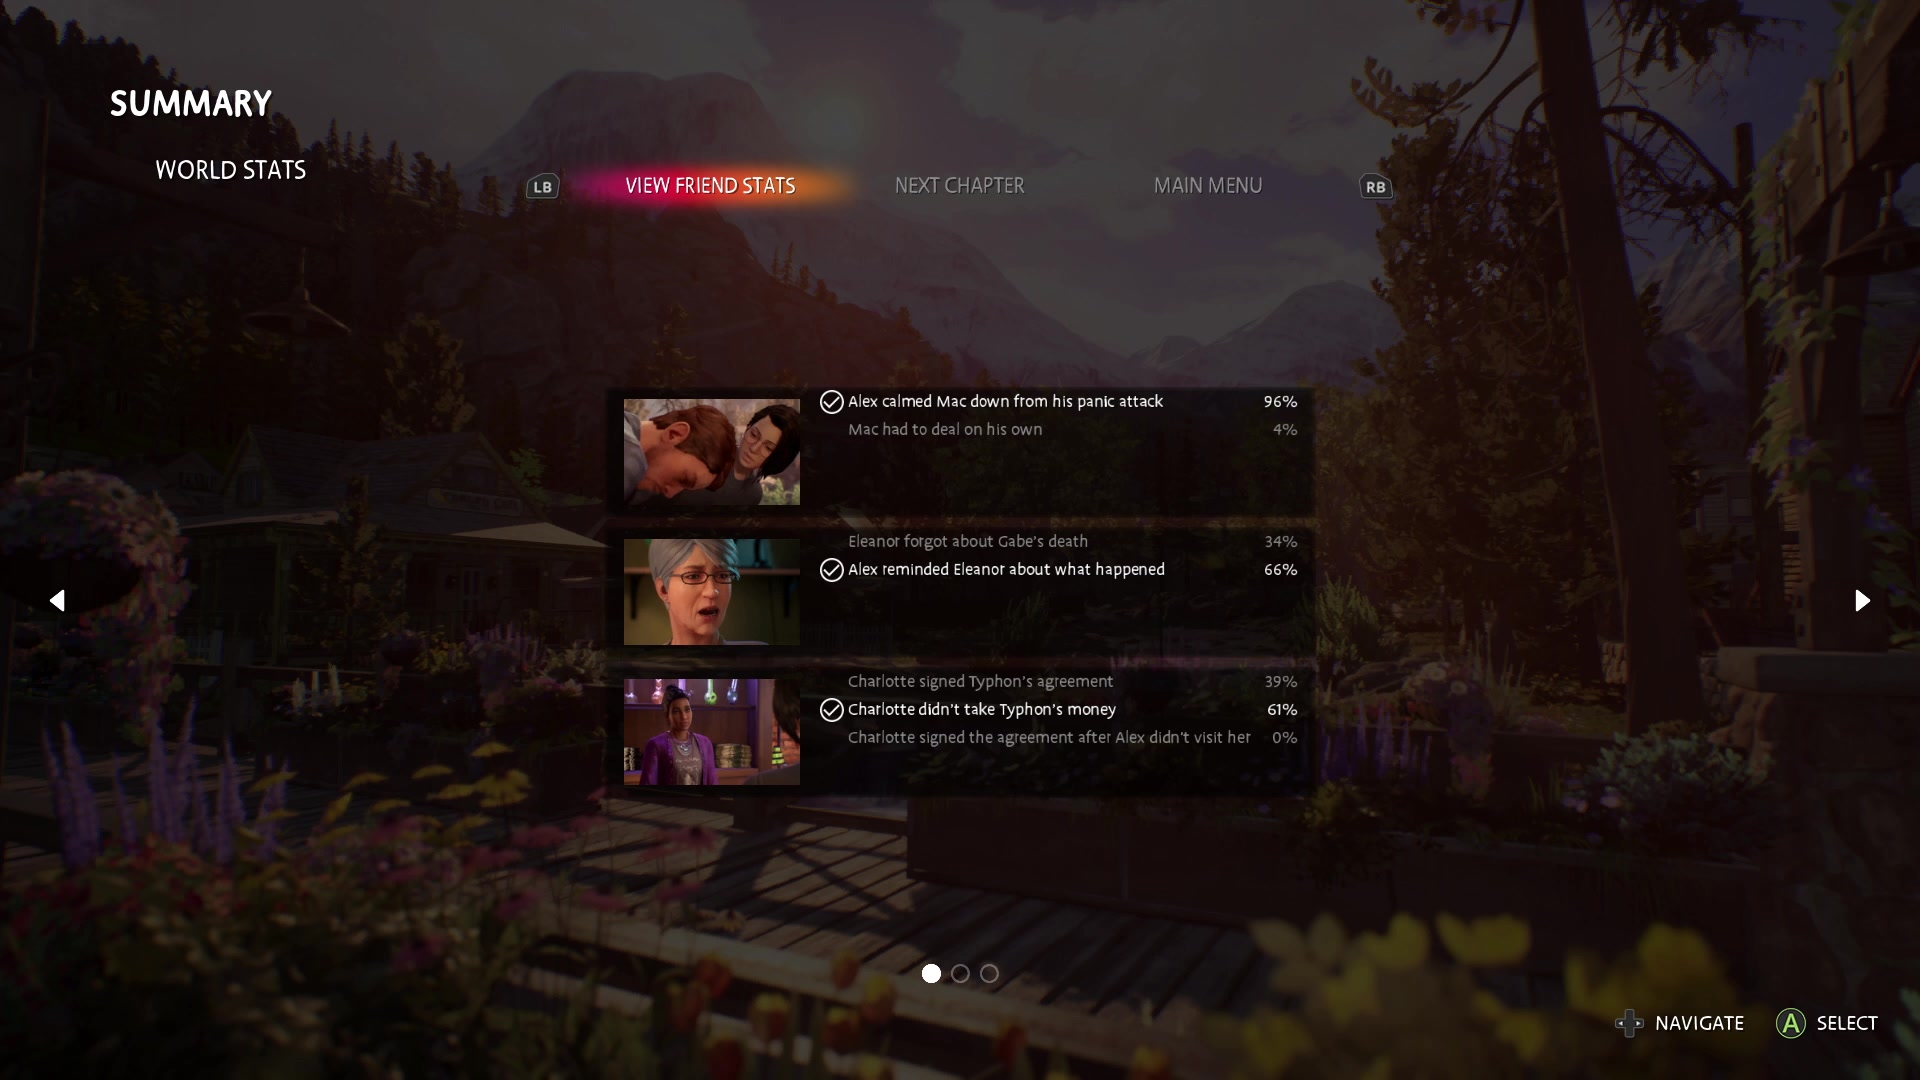 SUMMARY
WORLD STATS
LB
VIEW FRIEND STATS
NEXT CHAPTER
MAIN MENU
RB
Alex calmed Mac down from his panic attack 96%
Mac had to deal on his own 4%
Eleanor forgot about Gabe's death 34%
Alex reminded Eleanor about what happened 66%
Charlotte signed Typhon's agreement 39%
Charlotte didn't take Typhon's money 61%
Charlotte signed the agreement after Alex didn't visit her 0%
NAVIGATE
A SELECT